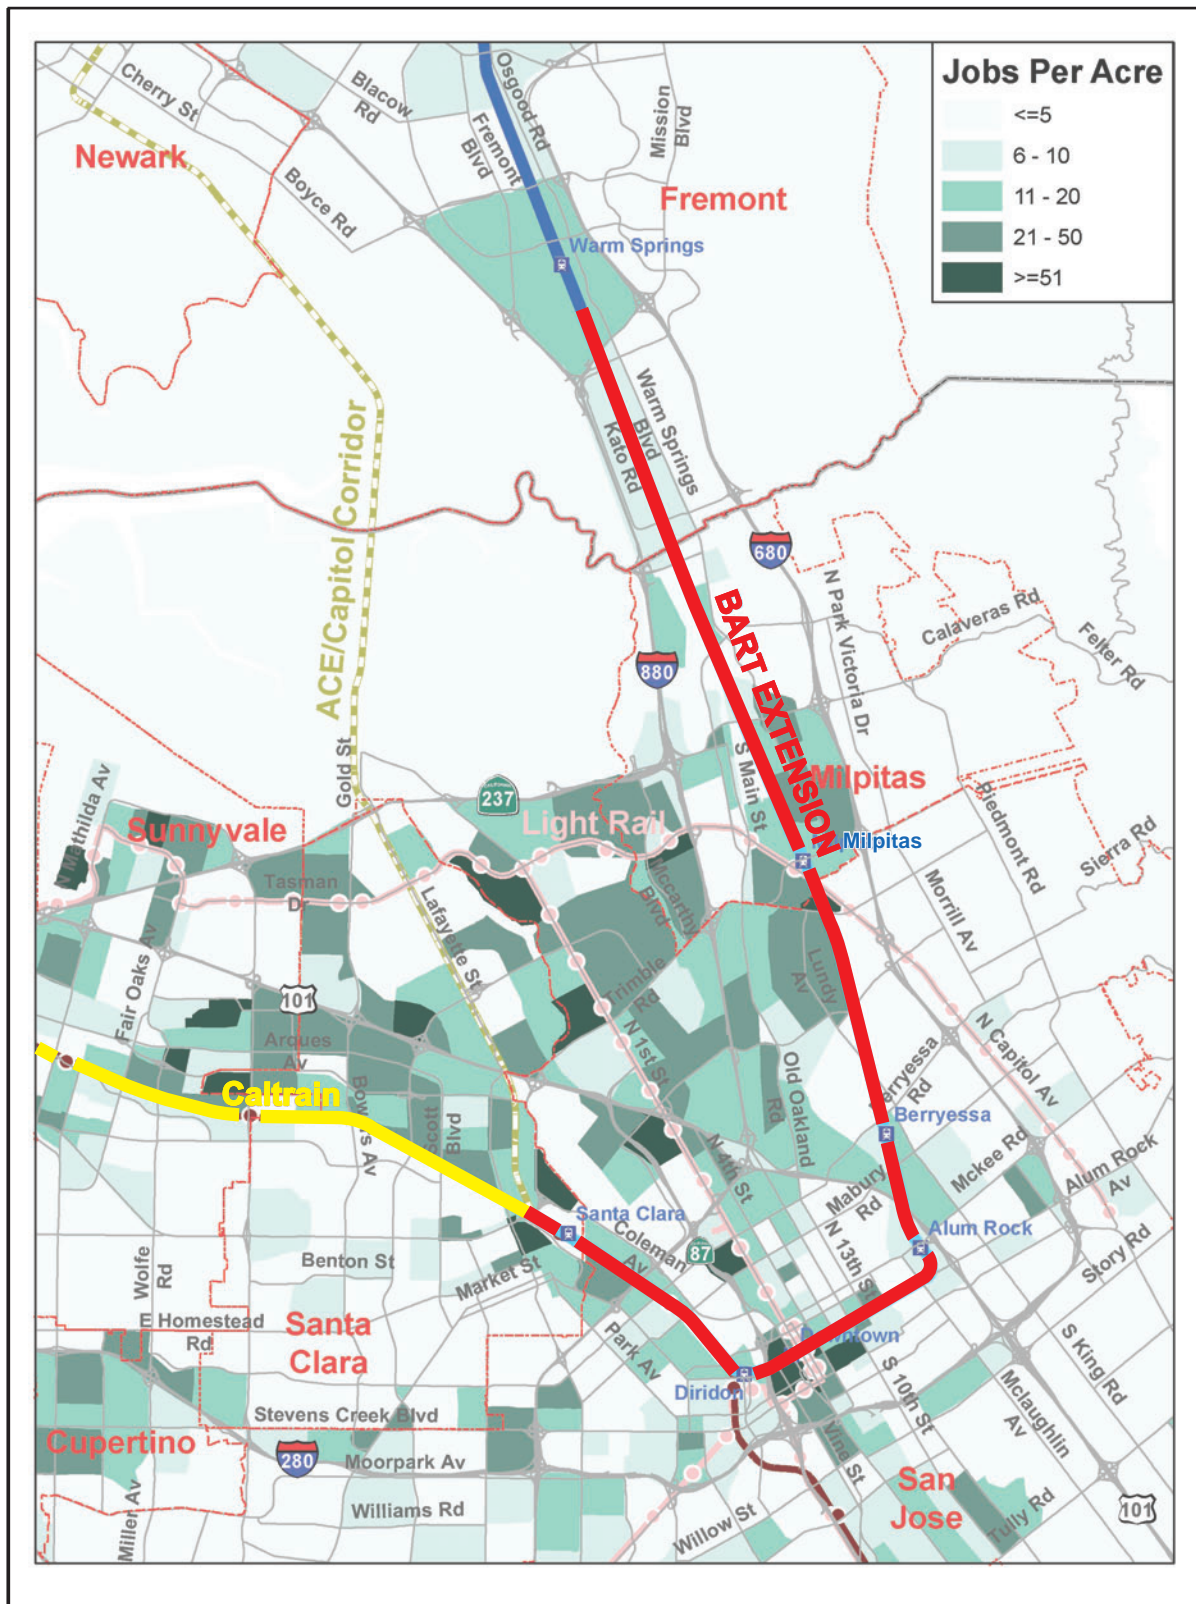 Jobs Per Acre
<=5
6 - 10
11 - 20
21 - 50
>=51
Cherry St
Blacow
Rd
Osgood Rd
Fremont
Blvd
Mission
Blvd
Newark
Boyce Rd
Fremont
Warm Springs
Warm Springs
Blvd
Kato Rd
ACE/Capitol Corridor
680
BART EXTENSION
N Park Victoria Dr
Calaveras Rd
Felter Rd
880
Gold St
237
S Main St
Milpitas
Piedmont Rd
Sierra Rd
N Mathilda Av
Sunnyvale
Light Rail
Milpitas
Tasman
Dr
Mccarthy
Blvd
Morrill Av
Lafayette St
Fair Oaks Av
101
Trimble
Rd
Lundy
Av
N Capitol Av
Arques
Av
N 1st St
Old Oakland
Rd
Berryessa
Rd
Caltrain
Bowers Av
Scott
Blvd
Berryessa
N 4th St
Mckee Rd
Alum Rock
Av
Mabury
Rd
Santa Clara
Coleman
Av
87
N 13th St
Alum Rock
Story Rd
Wolfe
Rd
Benton St
Market St
E Homestead
Rd
Santa
Clara
Park Av
Downtown
S 10th St
S King Rd
Diridon
Mclaughlin
Av
Stevens Creek Blvd
Cupertino
280
Moorpark Av
Vine St
San
Jose
Miller Av
Williams Rd
Willow St
Tully Rd
101